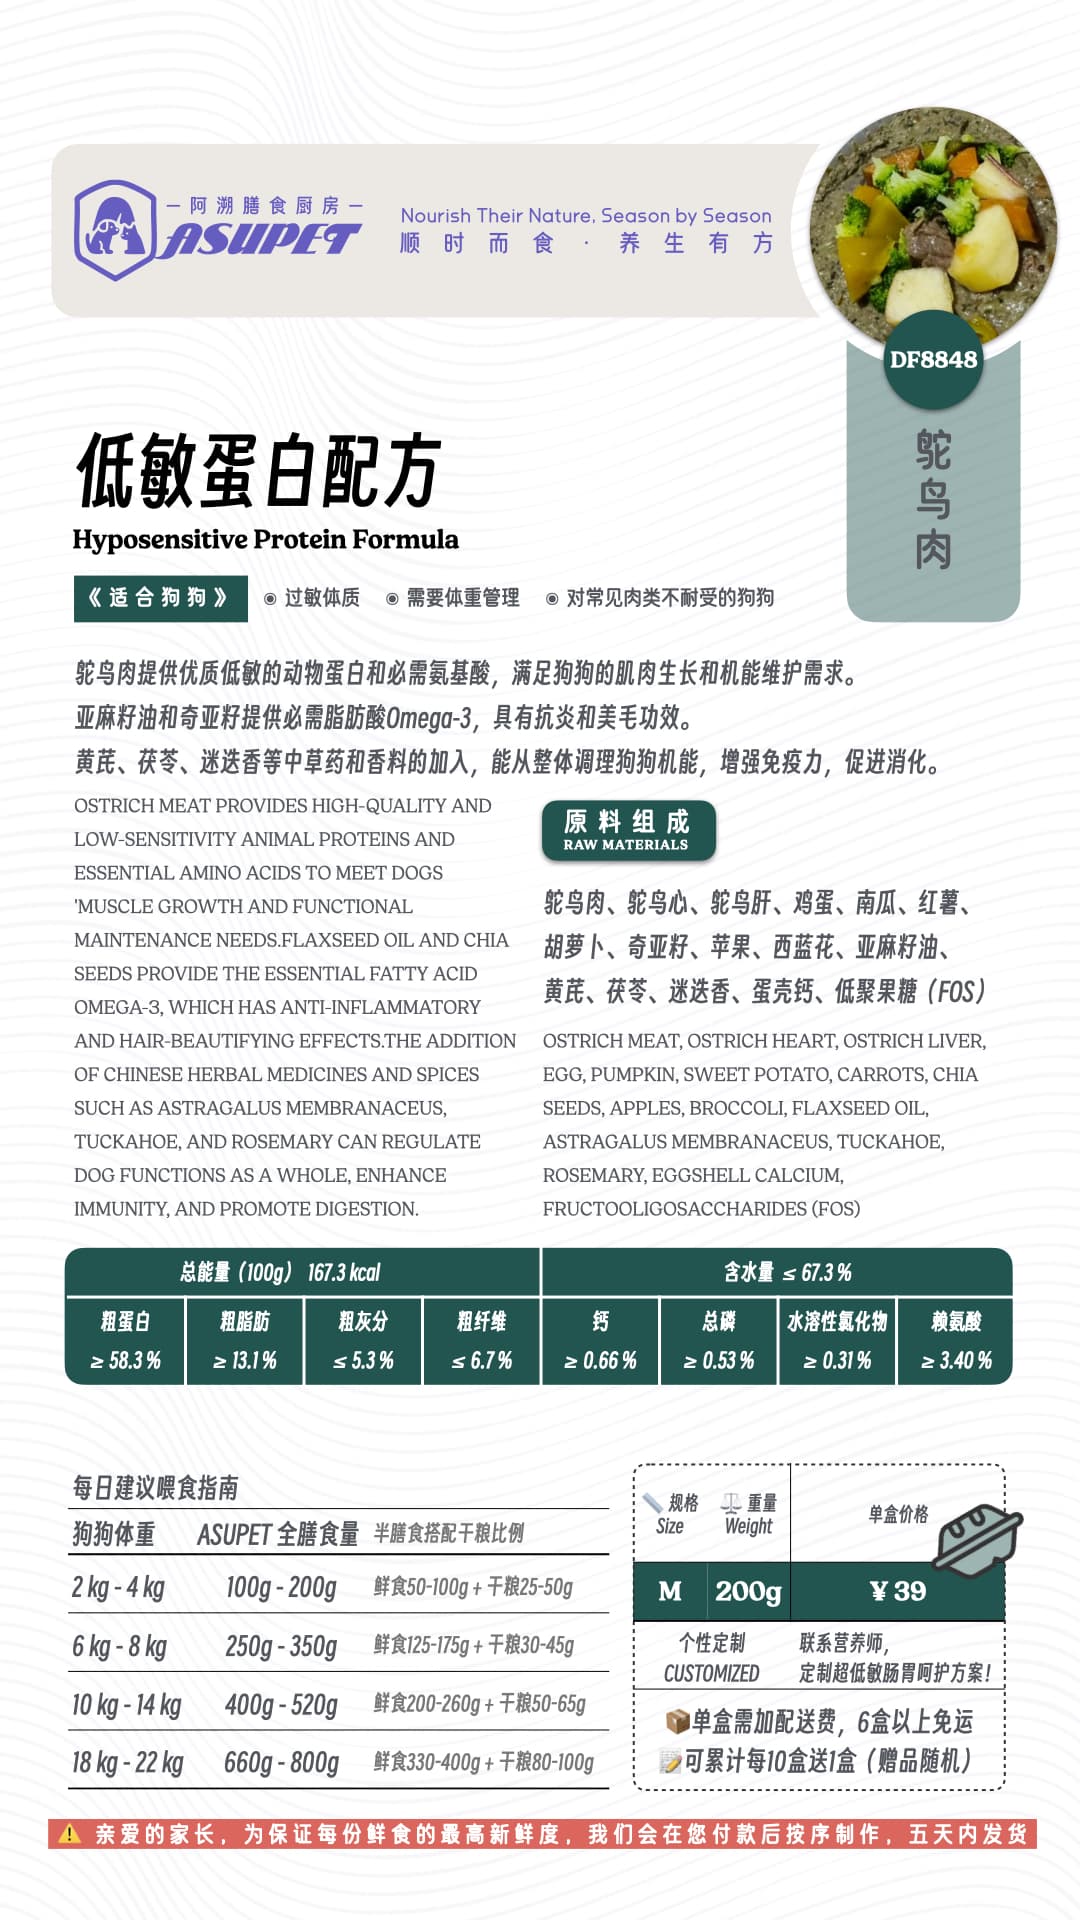 阿溯膳食厨房
ASUPET
Nourish Their Nature, Season by Season
顺时而食·养生有方
DF8848
鸵鸟肉
低敏蛋白配方
Hyposensitive Protein Formula
《适合狗狗》 ◉ 过敏体质 ◉ 需要体重管理 ◉ 对常见肉类不耐受的狗狗
鸵鸟肉提供优质低敏的动物蛋白和必需氨基酸，满足狗狗的肌肉生长和机能维护需求。
亚麻籽油和奇亚籽提供必需脂肪酸Omega-3，具有抗炎和美毛功效。
黄芪、茯苓、迷迭香等中草药和香料的加入，能从整体调理狗狗机能，增强免疫力，促进消化。
OSTRICH MEAT PROVIDES HIGH-QUALITY AND
LOW-SENSITIVITY ANIMAL PROTEINS AND
ESSENTIAL AMINO ACIDS TO MEET DOGS
'MUSCLE GROWTH AND FUNCTIONAL
MAINTENANCE NEEDS.FLAXSEED OIL AND CHIA
SEEDS PROVIDE THE ESSENTIAL FATTY ACID
OMEGA-3, WHICH HAS ANTI-INFLAMMATORY
AND HAIR-BEAUTIFYING EFFECTS.THE ADDITION
OF CHINESE HERBAL MEDICINES AND SPICES
SUCH AS ASTRAGALUS MEMBRANACEUS,
TUCKAHOE, AND ROSEMARY CAN REGULATE
DOG FUNCTIONS AS A WHOLE, ENHANCE
IMMUNITY, AND PROMOTE DIGESTION.
原料组成
RAW MATERIALS
鸵鸟肉、鸵鸟心、鸵鸟肝、鸡蛋、南瓜、红薯、
胡萝卜、奇亚籽、苹果、西蓝花、亚麻籽油、
黄芪、茯苓、迷迭香、蛋壳钙、低聚果糖（FOS）
OSTRICH MEAT, OSTRICH HEART, OSTRICH LIVER,
EGG, PUMPKIN, SWEET POTATO, CARROTS, CHIA
SEEDS, APPLES, BROCCOLI, FLAXSEED OIL,
ASTRAGALUS MEMBRANACEUS, TUCKAHOE,
ROSEMARY, EGGSHELL CALCIUM,
FRUCTOOLIGOSACCHARIDES (FOS)
总能量（100g） 167.3 kcal 含水量 ≤ 67.3 %
粗蛋白 粗脂肪 粗灰分 粗纤维 钙 总磷 水溶性氯化物 赖氨酸
≥ 58.3 % ≥ 13.1 % ≤ 5.3 % ≤ 6.7 % ≥ 0.66 % ≥ 0.53 % ≥ 0.31 % ≥ 3.40 %
每日建议喂食指南
狗狗体重 ASUPET 全膳食量 半膳食搭配干粮比例
2 kg - 4 kg 100g - 200g 鲜食50-100g + 干粮25-50g
6 kg - 8 kg 250g - 350g 鲜食125-175g + 干粮30-45g
10 kg - 14 kg 400g - 520g 鲜食200-260g + 干粮50-65g
18 kg - 22 kg 660g - 800g 鲜食330-400g + 干粮80-100g
📏 规格 ⚖️ 重量 单盒价格
Size Weight
M 200g ¥ 39
个性定制 联系营养师，
CUSTOMIZED 定制超低敏肠胃呵护方案！
📦单盒需加配送费，6盒以上免运
📝可累计每10盒送1盒（赠品随机）
⚠️ 亲爱的家长，为保证每份鲜食的最高新鲜度，我们会在您付款后按序制作，五天内发货